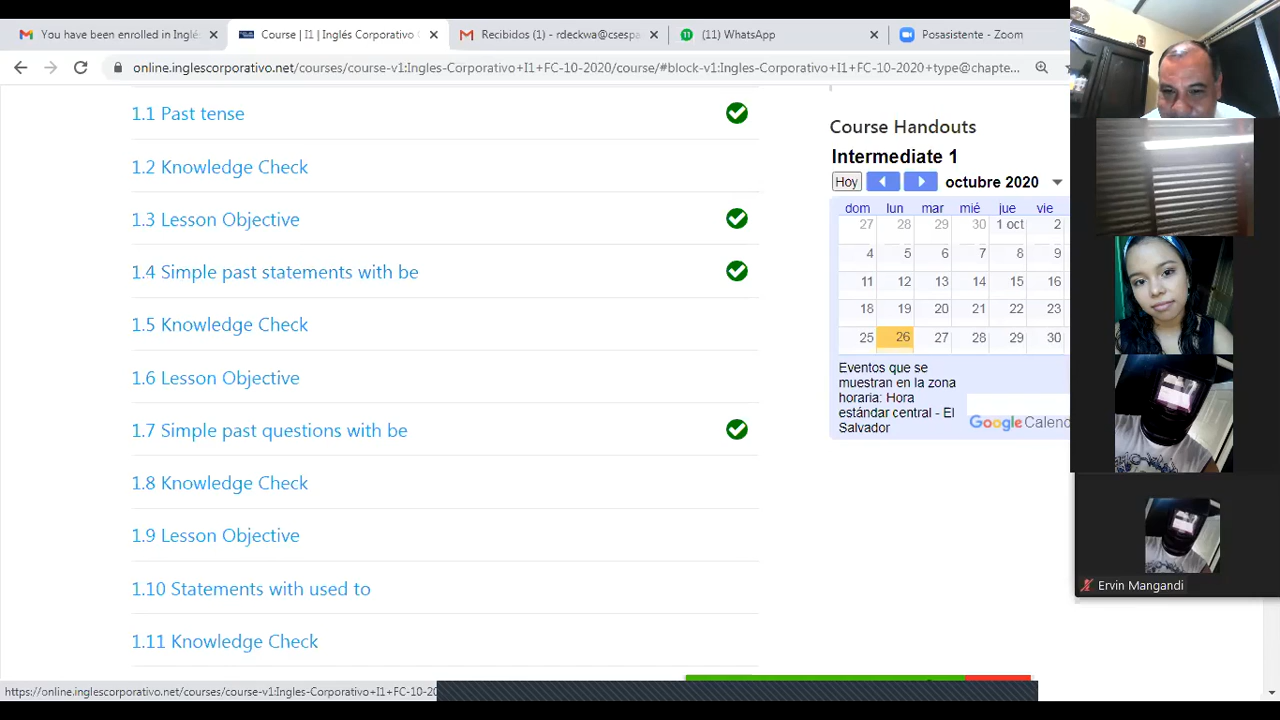 You have been enrolled in Inglé
Course | I1 | Inglés Corporativo
Recibidos (1) - rdeckwa@csespa
(11) WhatsApp
Posasistente - Zoom
online.inglescorporativo.net/courses/course-v1:Ingles-Corporativo+I1+FC-10-2020/course/#block-v1:Ingles-Corporativo+I1+FC-10-2020+type@chapte...
1.1 Past tense
1.2 Knowledge Check
1.3 Lesson Objective
1.4 Simple past statements with be
1.5 Knowledge Check
1.6 Lesson Objective
1.7 Simple past questions with be
1.8 Knowledge Check
1.9 Lesson Objective
1.10 Statements with used to
1.11 Knowledge Check
Course Handouts
Intermediate 1
Hoy octubre 2020
dom lun mar mié jue vie
27 28 29 30 1 oct 2
4 5 6 7 8 9
11 12 13 14 15 16
18 19 20 21 22 23
25 26 27 28 29 30
Eventos que se
muestran en la zona
horaria: Hora
estándar central - El
Salvador
Google Calend
Ervin Mangandi
https://online.inglescorporativo.net/courses/course-v1:Ingles-Corporativo+I1+FC-10-20